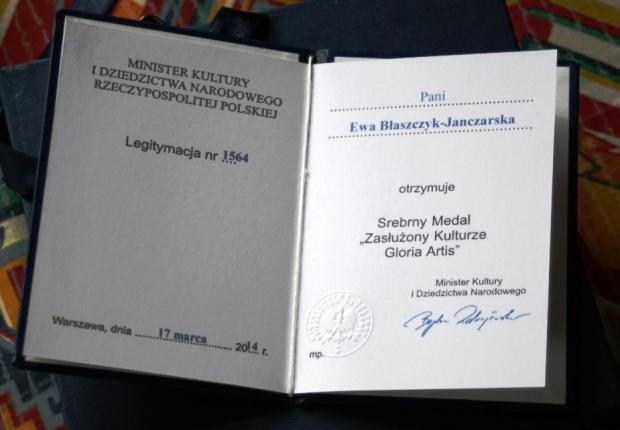 MINISTER KULTURY
I DZIEDZICTWA NARODOWEGO
RZECZYPOSPOLITEJ POLSKIEJ
Legitymacja nr 1564
Warszawa, dnia 17 marca 2014 r.
Pani
Ewa Błaszczyk-Janczarska
otrzymuje
Srebrny Medal
„Zasłużony Kulturze
Gloria Artis”
Minister Kultury
i Dziedzictwa Narodowego
mp.